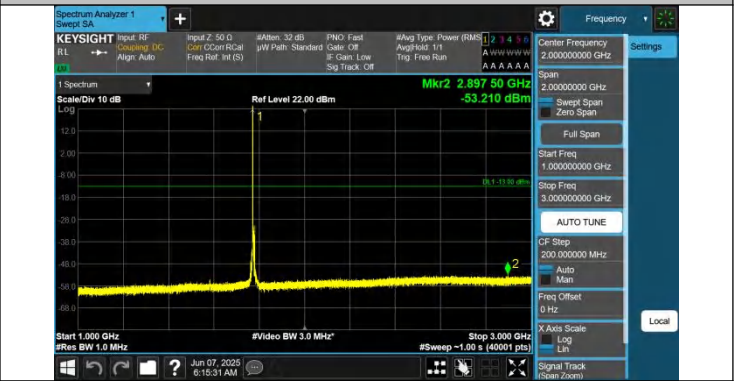 Spectrum Analyzer 1
Swept SA
+
Frequency
KEYSIGHT
RL
Input: RF
Coupling: DC
Align: Auto
Input Z: 50 Ω
Corr CCorr RCal
Freq Ref: Int (S)
#Atten: 32 dB
µW Path: Standard
PNO: Fast
Gate: Off
IF Gain: Low
Sig Track: Off
#Avg Type: Power (RMS)
Avg|Hold: 1/1
Trig: Free Run
1 2 3 4 5 6
A W W W W W
A A A A A A
Center Frequency
2.000000000 GHz
Settings
Span
2.00000000 GHz
Swept Span
Zero Span
Full Span
Start Freq
1.000000000 GHz
Stop Freq
3.000000000 GHz
AUTO TUNE
CF Step
200.000000 MHz
Auto
Man
Freq Offset
0 Hz
X Axis Scale
Log
Lin
Signal Track
(Span Zoom)
Local
1 Spectrum
Scale/Div 10 dB
Log
Ref Level 22.00 dBm
Mkr2 2.897 50 GHz
-53.210 dBm
1
12.0
2.00
-8.00
DL1 -13.00 dBm
-18.0
-28.0
-38.0
-48.0
2
-58.0
-68.0
Start 1.000 GHz
#Res BW 1.0 MHz
#Video BW 3.0 MHz*
Stop 3.000 GHz
#Sweep ~1.00 s (40001 pts)
?
Jun 07, 2025
6:15:31 AM